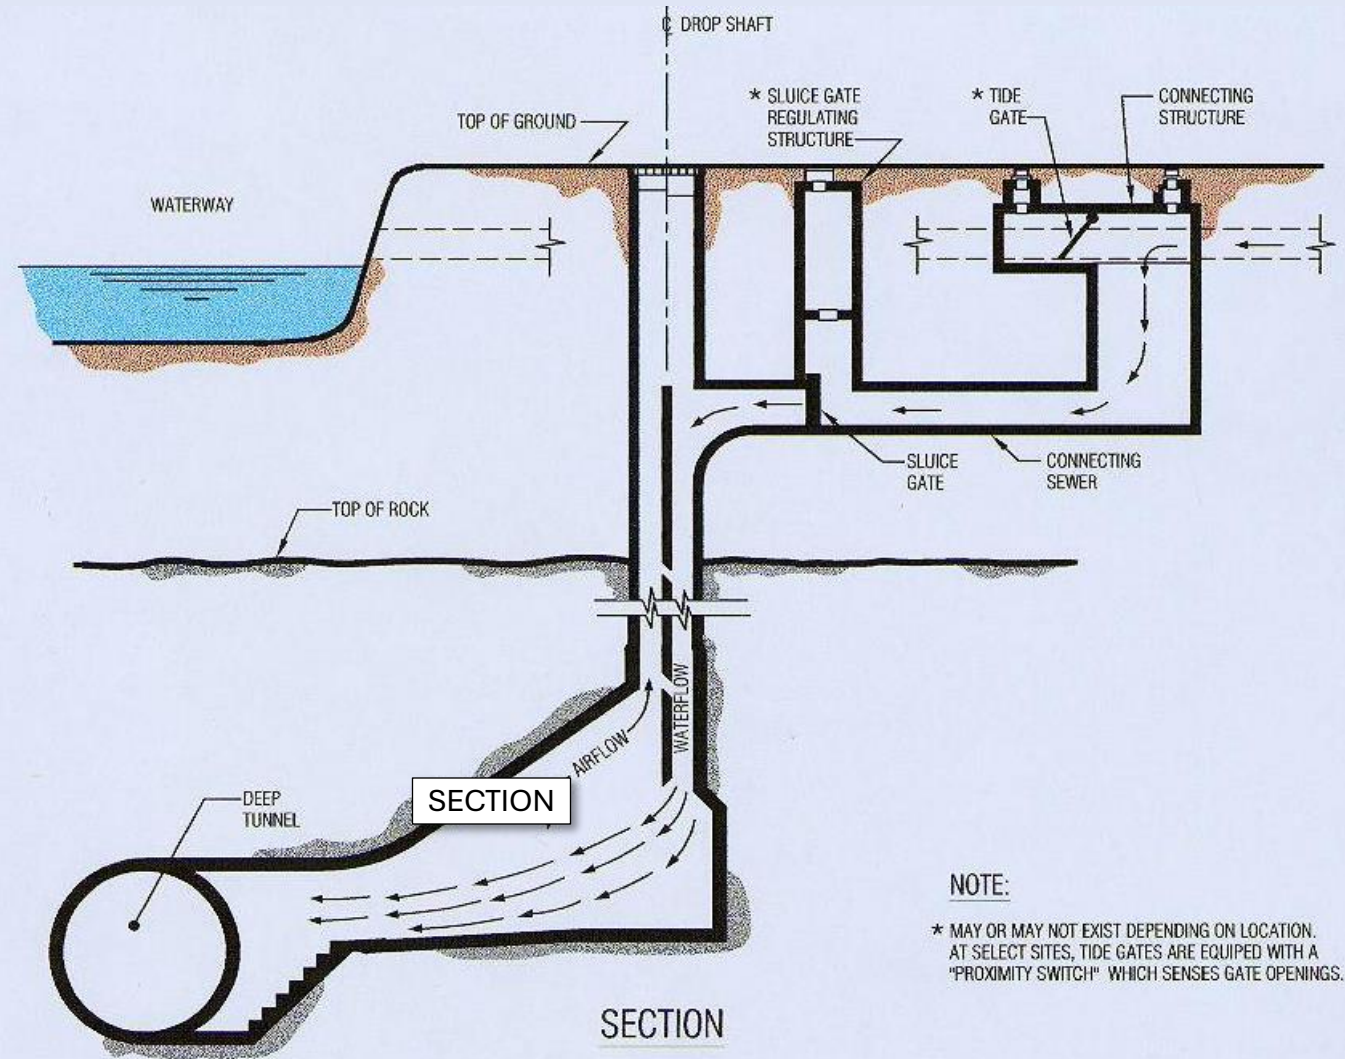 ℄ DROP SHAFT
* SLUICE GATE
REGULATING
STRUCTURE
* TIDE
GATE
CONNECTING
STRUCTURE
TOP OF GROUND
WATERWAY
SLUICE
GATE
CONNECTING
SEWER
TOP OF ROCK
WATERFLOW
AIRFLOW
SECTION
DEEP
TUNNEL
NOTE:
* MAY OR MAY NOT EXIST DEPENDING ON LOCATION.
AT SELECT SITES, TIDE GATES ARE EQUIPED WITH A
"PROXIMITY SWITCH" WHICH SENSES GATE OPENINGS.
SECTION